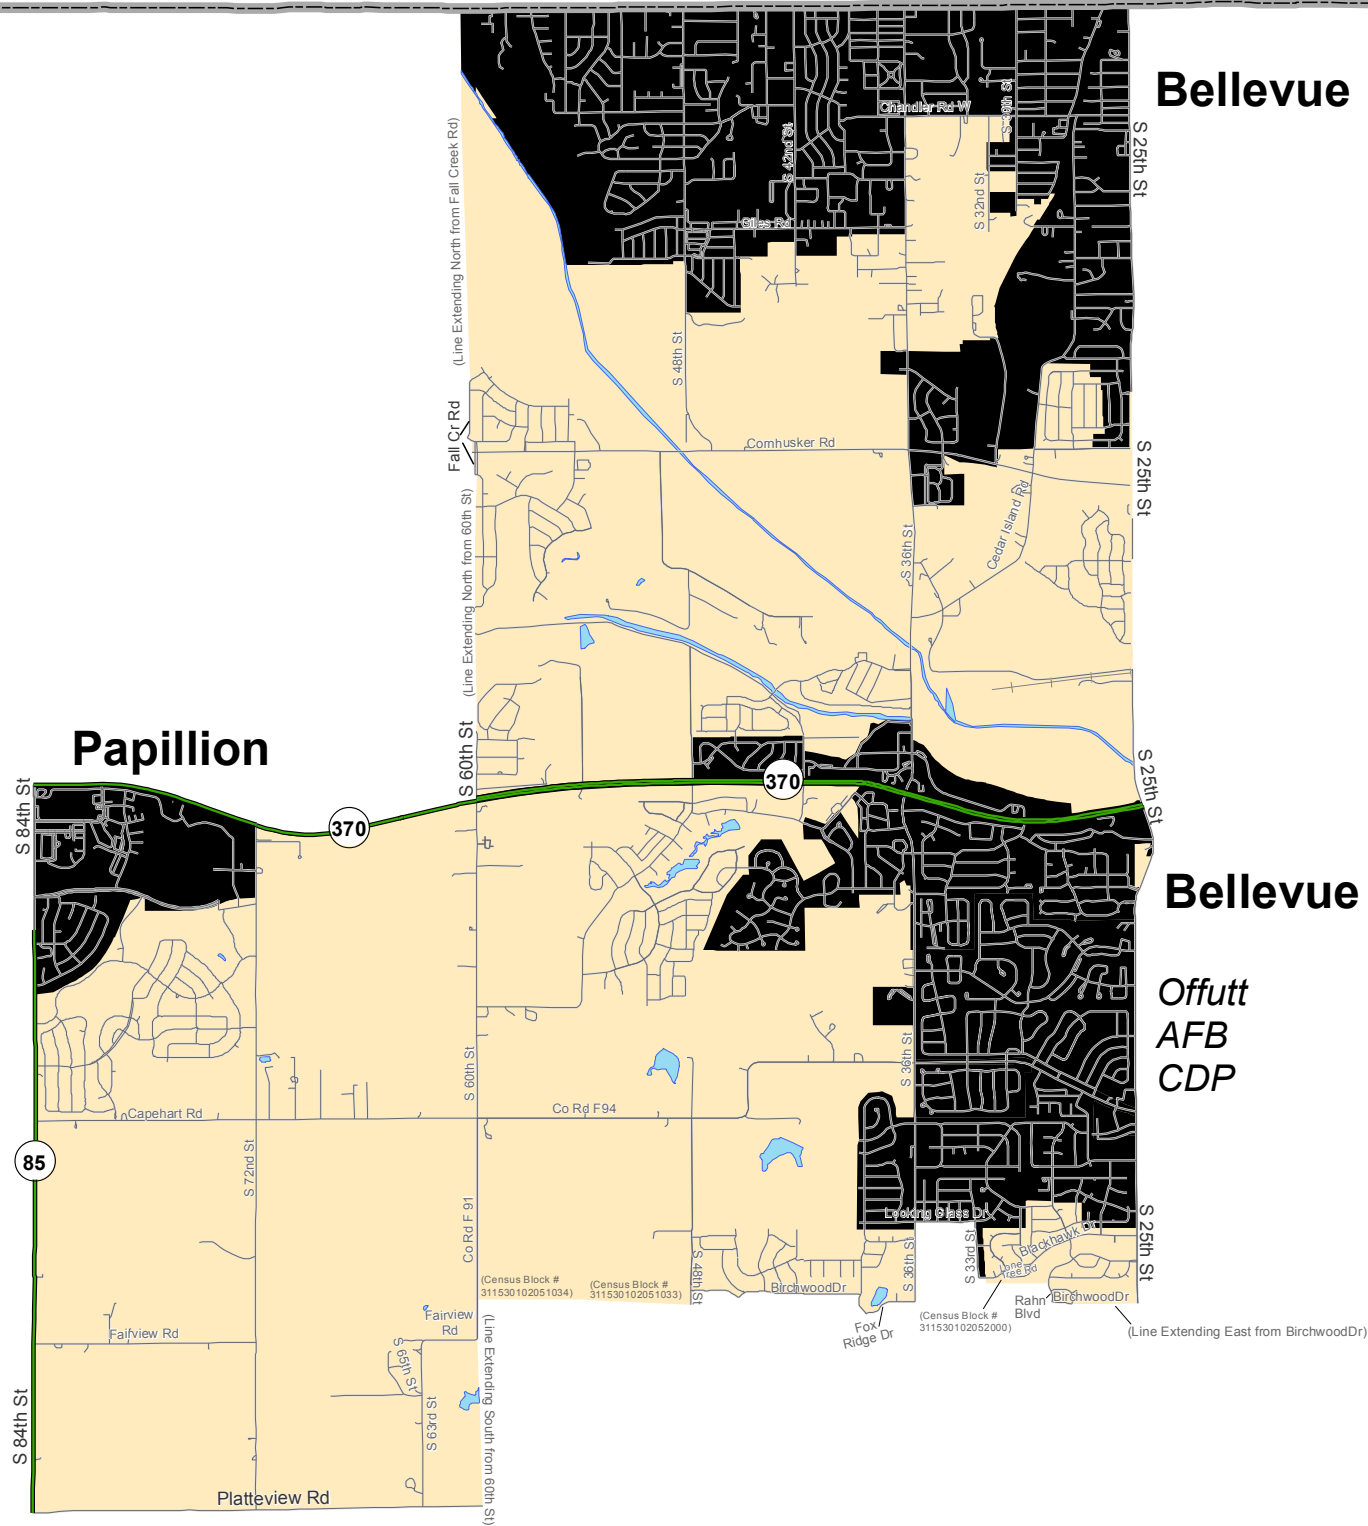 Bellevue
Chandler Rd W
S 30th St
S 25th St
S 42nd St
S 32nd St
Giles Rd
(Line Extending North from Fall Creek Rd)
S 48th St
Fall Cr Rd
Cornhusker Rd
S 25th St
Cedar Island Rd
S 36th St
(Line Extending North from 60th St)
Papillion
S 60th St
S 25th St
370
S 84th St
370
Bellevue
Offutt
AFB
CDP
S 60th St
S 36th St
Co Rd F94
Capehart Rd
85
S 72nd St
Co Rd F 91
Looking Glass Dr
S 25th St
S 33rd St
Blackhawk Dr
Lone
Tree Rd
S 36th St
S 48th St
(Census Block #
311530102051034)
(Census Block #
311530102051033)
BirchwoodDr
Rahn
Blvd
BirchwoodDr
(Census Block #
311530102052000)
(Line Extending East from BirchwoodDr)
Fox
Ridge Dr
Fairview
Rd
Faifview Rd
S 65th St
S 63rd St
(Line Extending South from 60th St)
S 84th St
Platteview Rd